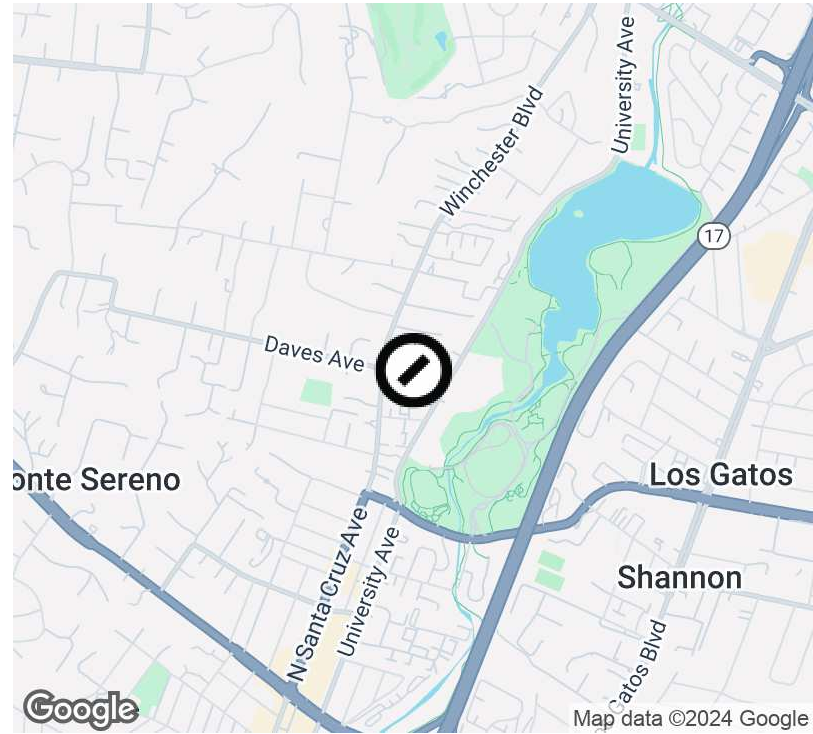 University Ave
Winchester Blvd
17
Daves Ave
onte Sereno
Los Gatos
N Santa Cruz Ave
University Ave
Shannon
Gatos Blvd
Google
Map data ©2024 Google